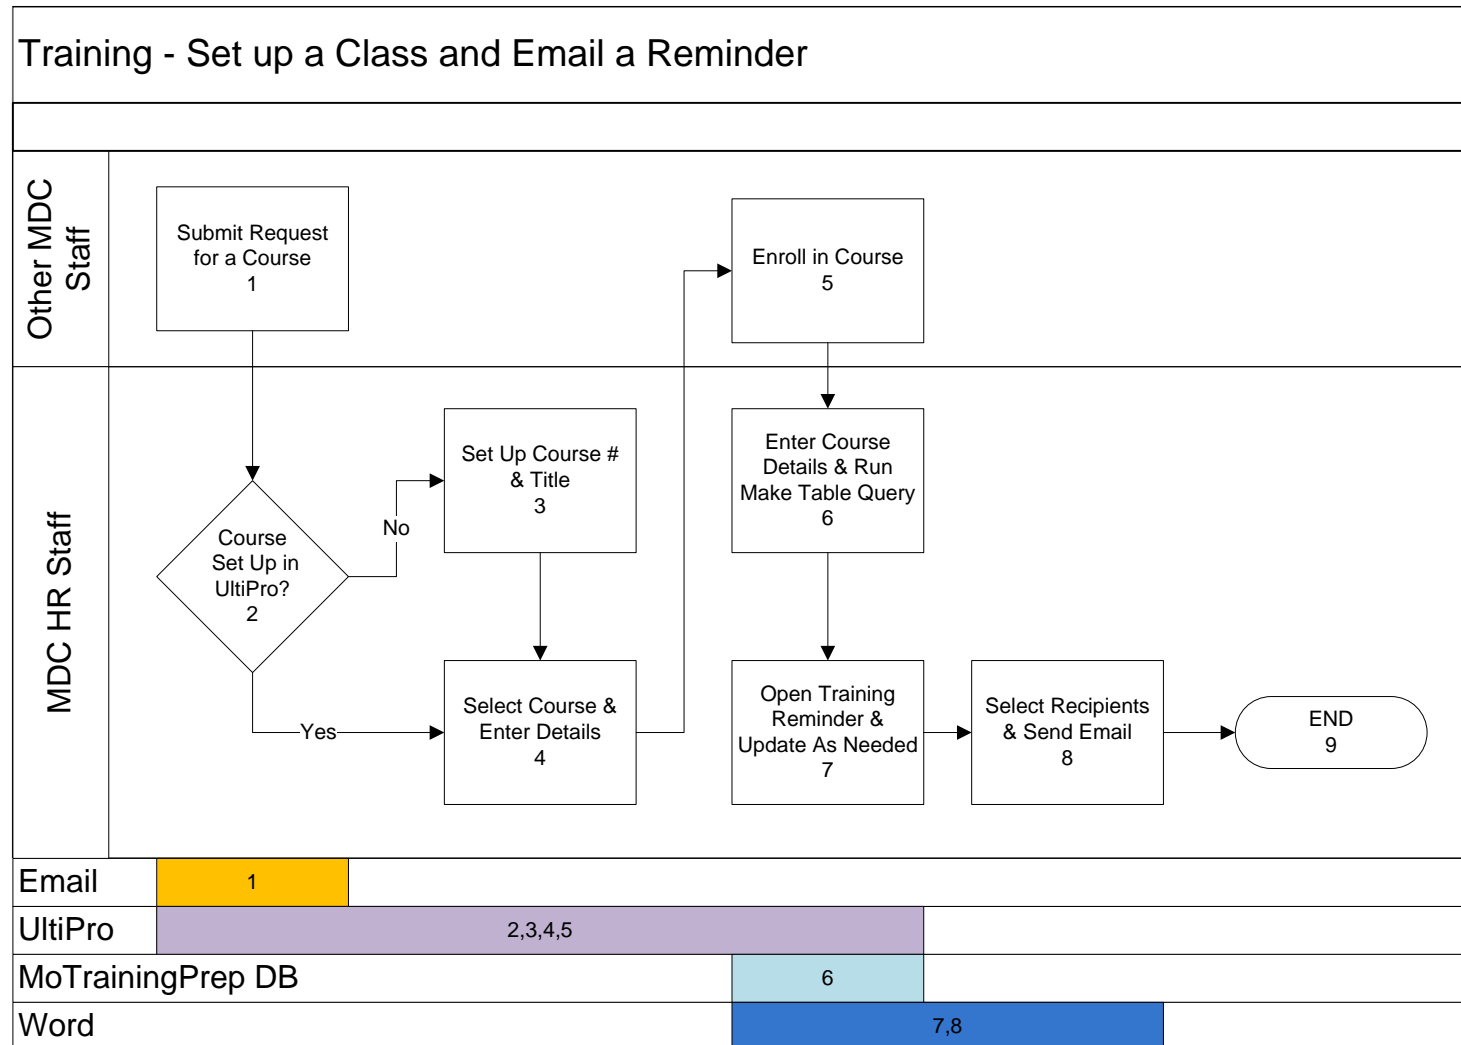 Training - Set up a Class and Email a Reminder
Other MDC
Staff
Submit Request
for a Course
1
Enroll in Course
5
MDC HR Staff
Course
Set Up in
UltiPro?
2
No
Yes
Set Up Course #
& Title
3
Select Course &
Enter Details
4
Enter Course
Details & Run
Make Table Query
6
Open Training
Reminder &
Update As Needed
7
Select Recipients
& Send Email
8
END
9
Email
1
UltiPro
2,3,4,5
MoTrainingPrep DB
6
Word
7,8